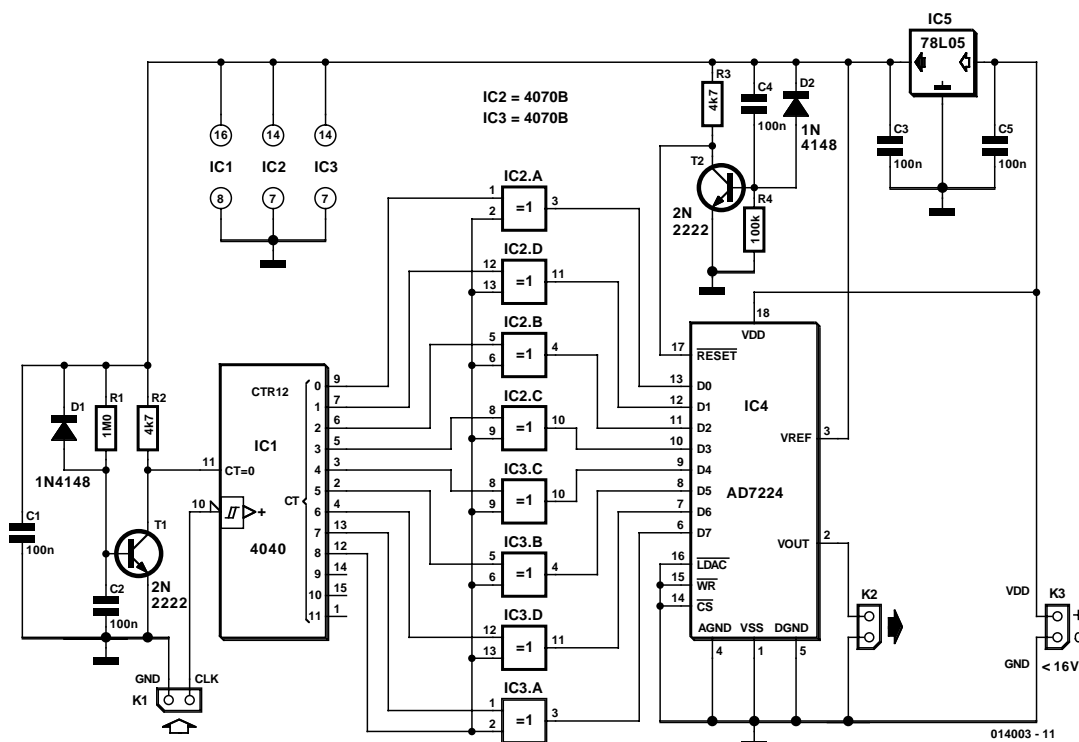 IC5
78L05
IC2 = 4070B
IC3 = 4070B
R3
4k7
C4
100n
D2
1N
4148
C3
100n
C5
100n
16
14
14
IC1
IC2
IC3
8
7
7
T2
2N
2222
R4
100k
IC2.A
1
2
=1
3
IC2.D
12
13
=1
11
IC2.B
5
6
=1
4
IC2.C
8
9
=1
10
IC3.C
8
9
=1
10
IC3.B
5
6
=1
4
IC3.D
12
13
=1
11
IC3.A
1
2
=1
3
D1
1N4148
R1
1M0
R2
4k7
C1
100n
C2
100n
T1
2N
2222
CTR12
IC1
4040
11
CT=0
10
+
CT
0
9
1
7
2
6
3
5
4
3
5
2
6
4
7
13
8
12
9
14
10
15
11
1
GND
CLK
K1
18
VDD
17
RESET
13
D0
12
D1
11
D2
10
D3
9
D4
8
D5
7
D6
6
D7
IC4
AD7224
VREF
3
VOUT
2
16
LDAC
15
WR
14
CS
AGND
VSS
DGND
4
1
5
K2
VDD
K3
+
GND
< 16V
014003 - 11